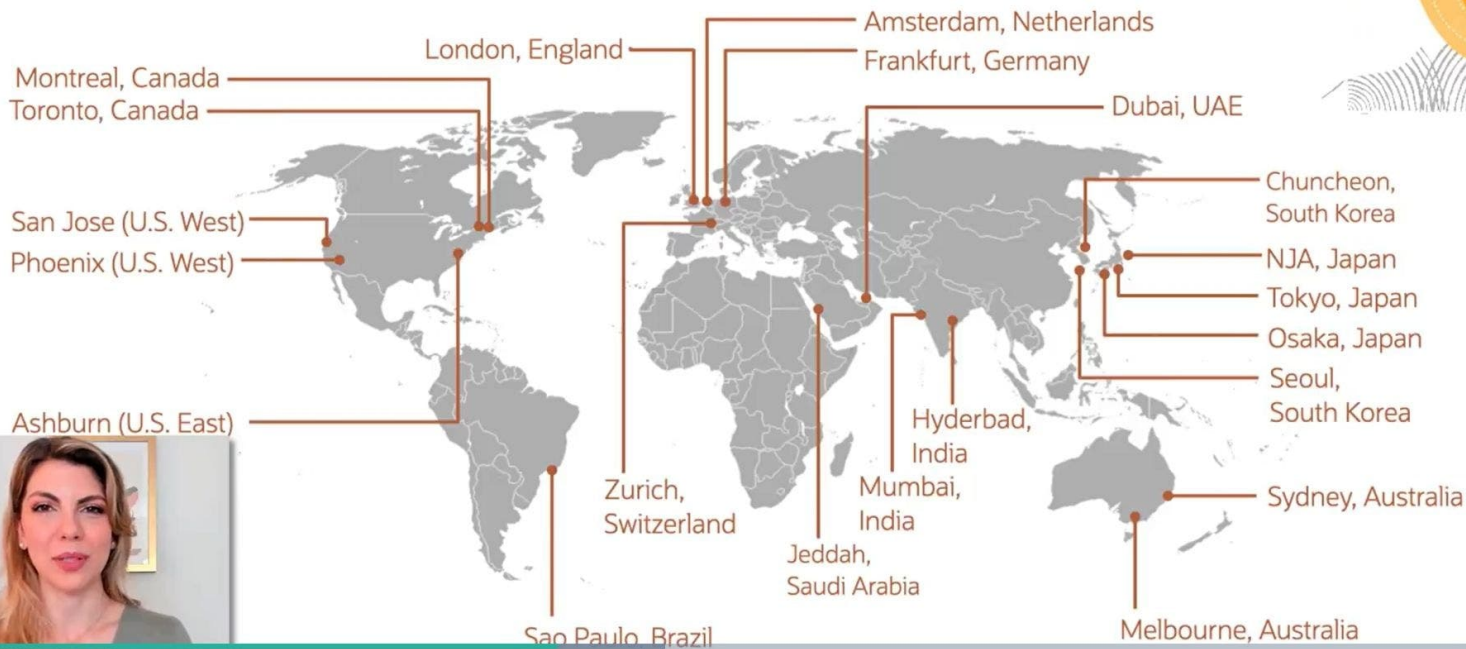 Amsterdam, Netherlands
London, England
Frankfurt, Germany
Montreal, Canada
Toronto, Canada
Dubai, UAE
Chuncheon,
South Korea
San Jose (U.S. West)
Phoenix (U.S. West)
NJA, Japan
Tokyo, Japan
Osaka, Japan
Seoul,
South Korea
Ashburn (U.S. East)
Hyderbad,
India
Zurich,
Switzerland
Mumbai,
India
Sydney, Australia
Jeddah,
Saudi Arabia
Sao Paulo, Brazil
Melbourne, Australia